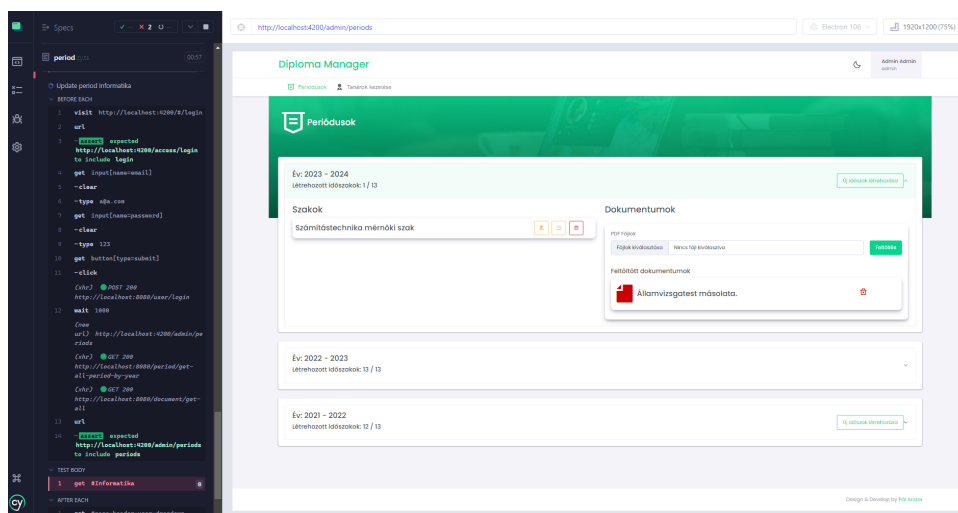 Specs
2
http://localhost:4200/admin/periods
Electron 106
1920x1200 (75%)
period
00:57
Update period Informatika
BEFORE EACH
1 visit http://localhost:4200/#/login
2 url
3 -assert expected
http://localhost:4200/access/login
to include login
4 get input[name=email]
5 -clear
6 -type a@a.com
7 get input[name=password]
8 -clear
9 -type 123
10 get button[type=submit]
11 -click
(xhr) POST 200
http://localhost:8080/user/login
12 wait 1000
(new
url) http://localhost:4200/admin/pe
riods
(xhr) GET 200
http://localhost:8080/period/get-
all-period-by-year
(xhr) GET 200
http://localhost:8080/document/get-
all
13 url
14 -assert expected
http://localhost:4200/admin/periods
to include periods
TEST BODY
1 get #Informatika 0
AFTER EACH
cy
Diploma Manager
Admin Admin
admin
Periódusok
Tanárok kezelése
Periódusok
Év: 2023 - 2024
Létrehozott időszakok: 1 / 13
Új időszak létrehozása
Szakok
Számítástechnika mérnöki szak
Dokumentumok
PDF Fájlok
Fájlok kiválasztása
Nincs fájl kiválasztva
Feltöltés
Feltöltött dokumentumok
Államvizsgatest másolata.
Év: 2022 - 2023
Létrehozott időszakok: 13 / 13
Év: 2021 - 2022
Létrehozott időszakok: 12 / 13
Új időszak létrehozása
Design & Develop by Pál Andor